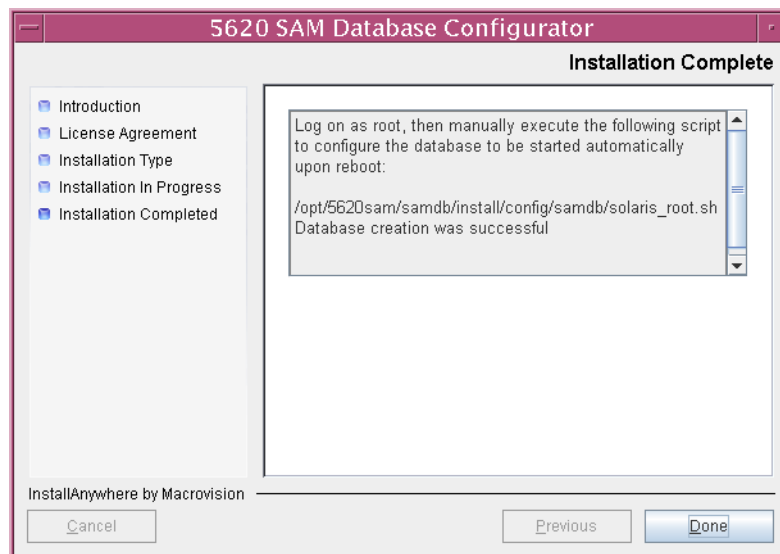 5620 SAM Database Configurator
Installation Complete
Introduction
License Agreement
Installation Type
Installation In Progress
Installation Completed
Log on as root, then manually execute the following script
to configure the database to be started automatically
upon reboot:
/opt/5620sam/samdb/install/config/samdb/solaris_root.sh
Database creation was successful
InstallAnywhere by Macrovision
Cancel
Previous
Done